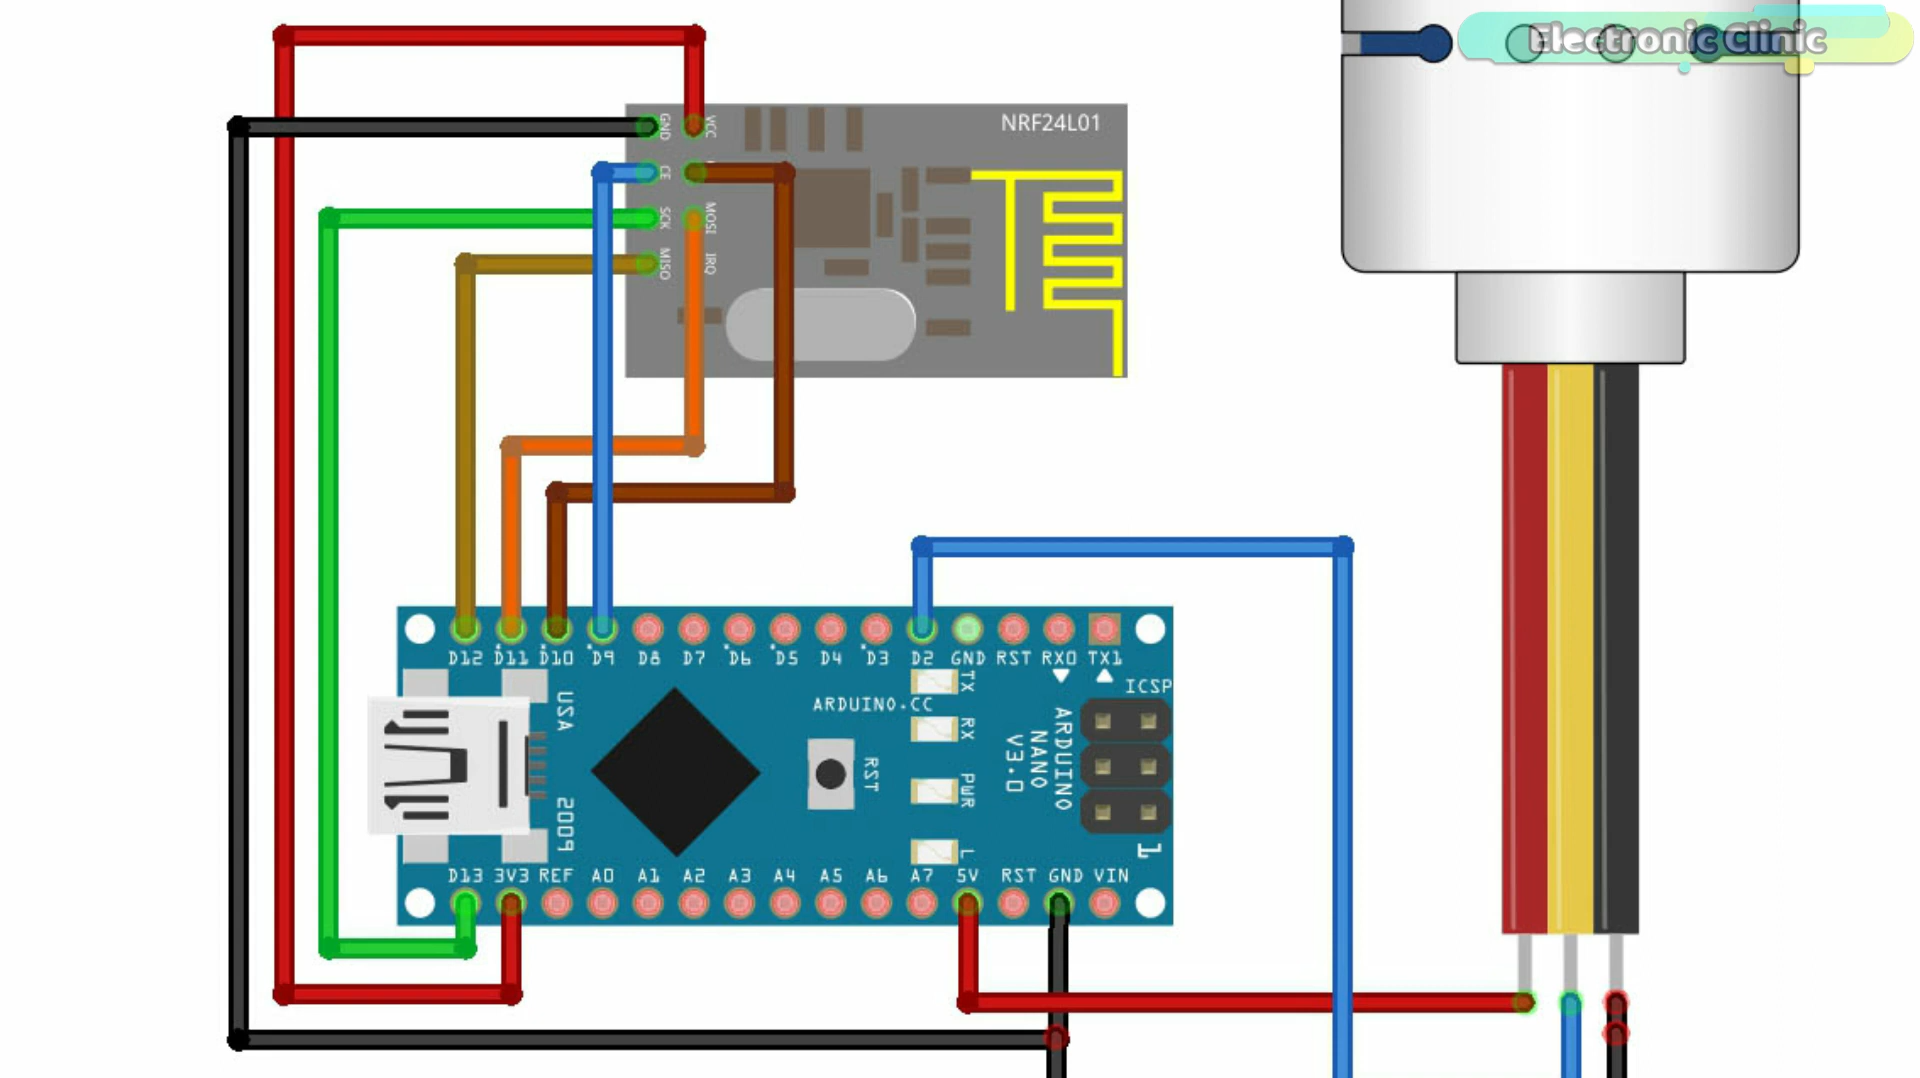 Electronic Clinic
NRF24L01
GND
VCC
CE
SCK
MOSI
MISO
IRQ
D12 D11 D10 D9 D8 D7 D6 D5 D4 D3 D2 GND RST RX0 TX1
TX
ICSP
USA
ARDUINO.CC
RX
ARDUINO
NANO
V3.0
RST
PWR
2009
L
1
D13 3V3 REF A0 A1 A2 A3 A4 A5 A6 A7 5V RST GND VIN